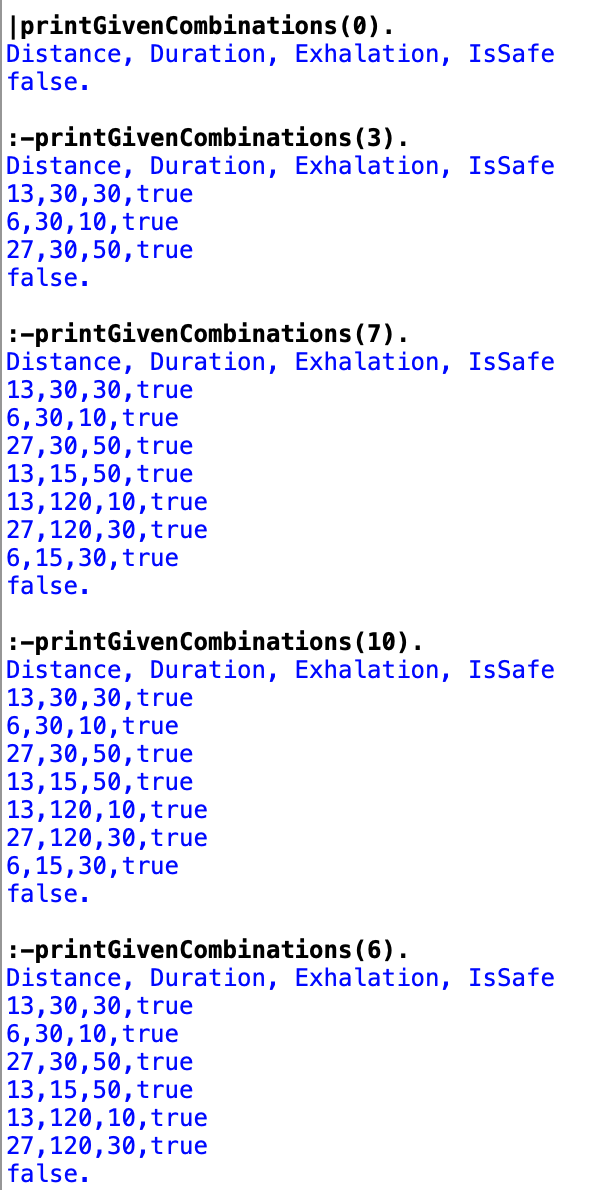 |printGivenCombinations(0).
Distance, Duration, Exhalation, IsSafe
false.
:-printGivenCombinations(3).
Distance, Duration, Exhalation, IsSafe
13,30,30,true
6,30,10,true
27,30,50,true
false.
:-printGivenCombinations(7).
Distance, Duration, Exhalation, IsSafe
13,30,30,true
6,30,10,true
27,30,50,true
13,15,50,true
13,120,10,true
27,120,30,true
6,15,30,true
false.
:-printGivenCombinations(10).
Distance, Duration, Exhalation, IsSafe
13,30,30,true
6,30,10,true
27,30,50,true
13,15,50,true
13,120,10,true
27,120,30,true
6,15,30,true
false.
:-printGivenCombinations(6).
Distance, Duration, Exhalation, IsSafe
13,30,30,true
6,30,10,true
27,30,50,true
13,15,50,true
13,120,10,true
27,120,30,true
false.